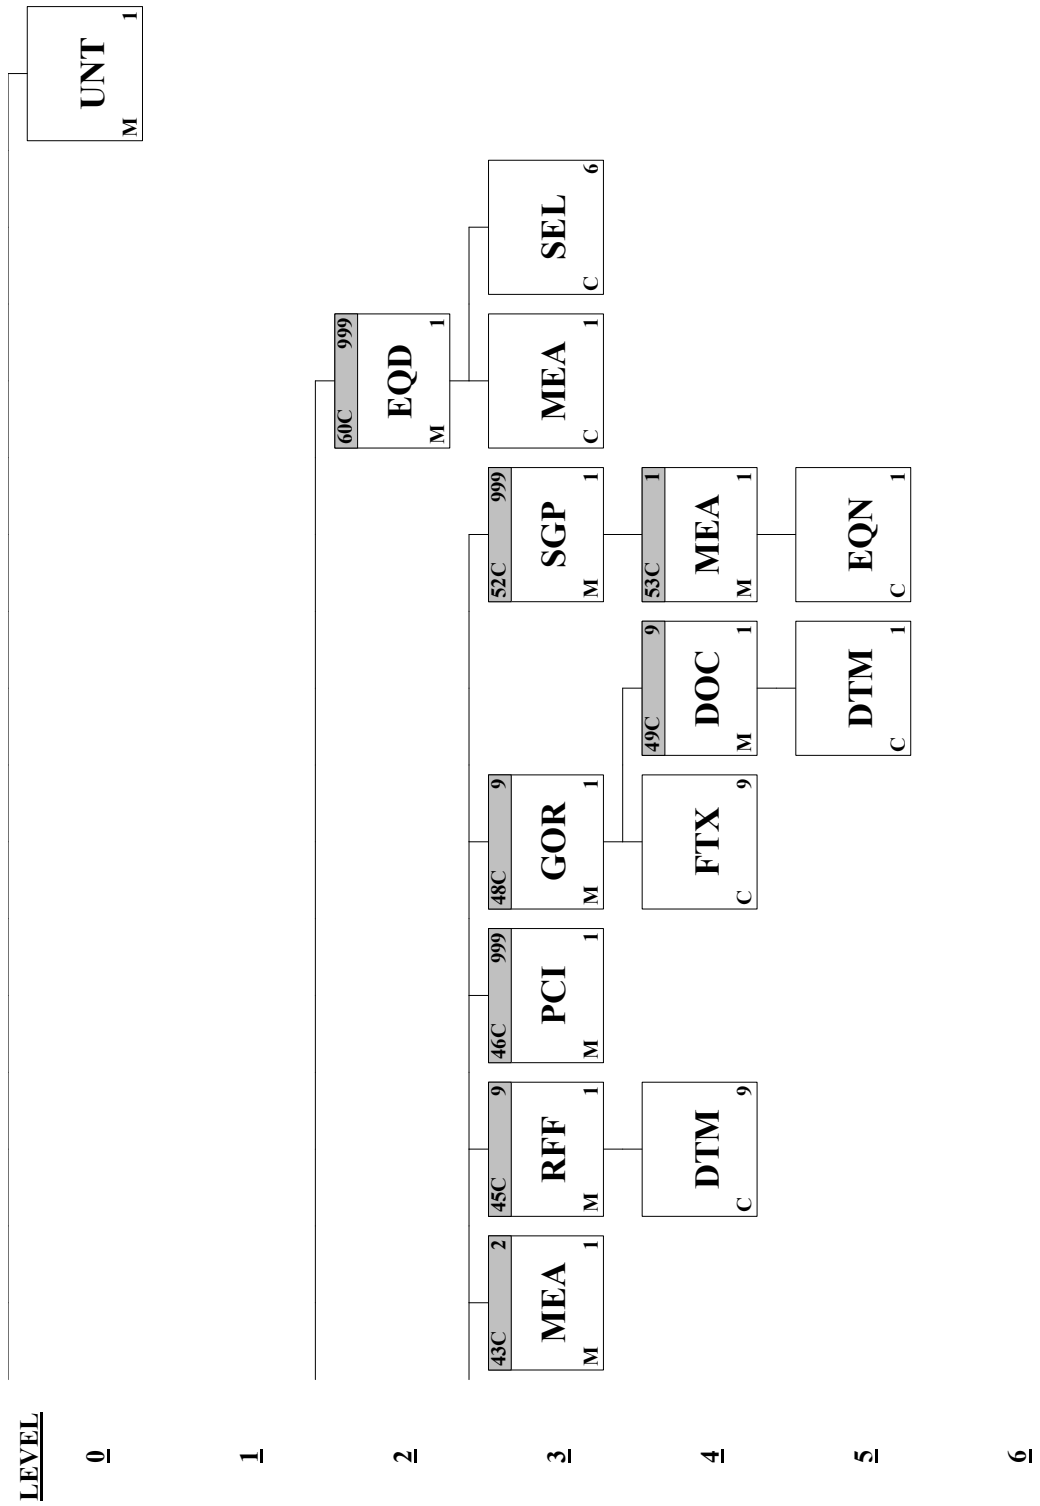 LEVEL
0
1
2
3
4
5
6
UNT
M 1
60C 999
EQD
M 1
43C 2
MEA
M 1
45C 9
RFF
M 1
46C 999
PCI
M 1
48C 9
GOR
M 1
52C 999
SGP
M 1
MEA
C 1
SEL
C 6
DTM
C 9
FTX
C 9
49C 9
DOC
M 1
53C 1
MEA
M 1
DTM
C 1
EQN
C 1